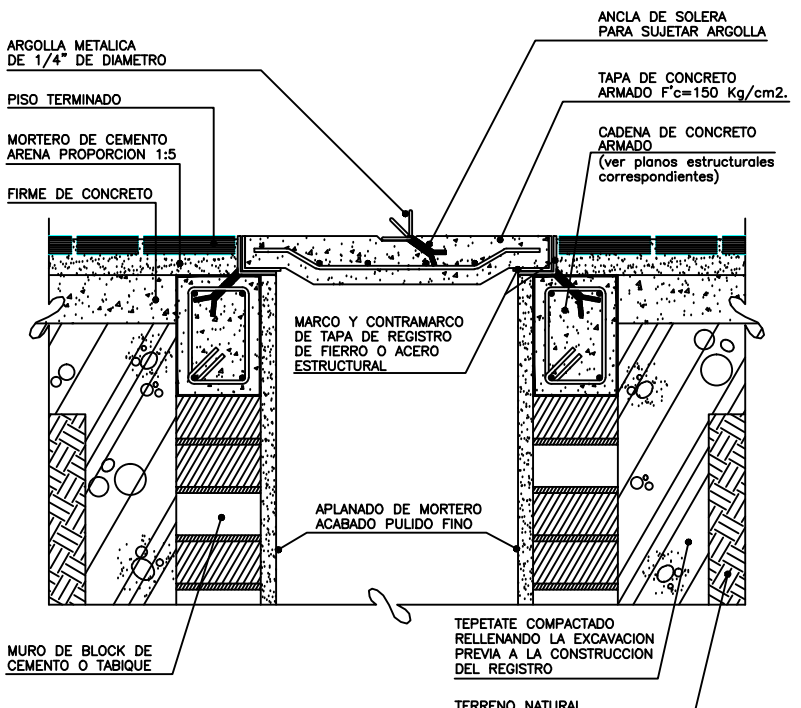 ANCLA DE SOLERA
PARA SUJETAR ARGOLLA
ARGOLLA METALICA
DE 1/4" DE DIAMETRO
TAPA DE CONCRETO
ARMADO F'c=150 Kg/cm2.
PISO TERMINADO
MORTERO DE CEMENTO
ARENA PROPORCION 1:5
CADENA DE CONCRETO
ARMADO
(ver planos estructurales
correspondientes)
FIRME DE CONCRETO
MARCO Y CONTRAMARCO
DE TAPA DE REGISTRO
DE FIERRO O ACERO
ESTRUCTURAL
APLANADO DE MORTERO
ACABADO PULIDO FINO
MURO DE BLOCK DE
CEMENTO O TABIQUE
TEPETATE COMPACTADO
RELLENANDO LA EXCAVACION
PREVIA A LA CONSTRUCCION
DEL REGISTRO
TERRENO NATURAL